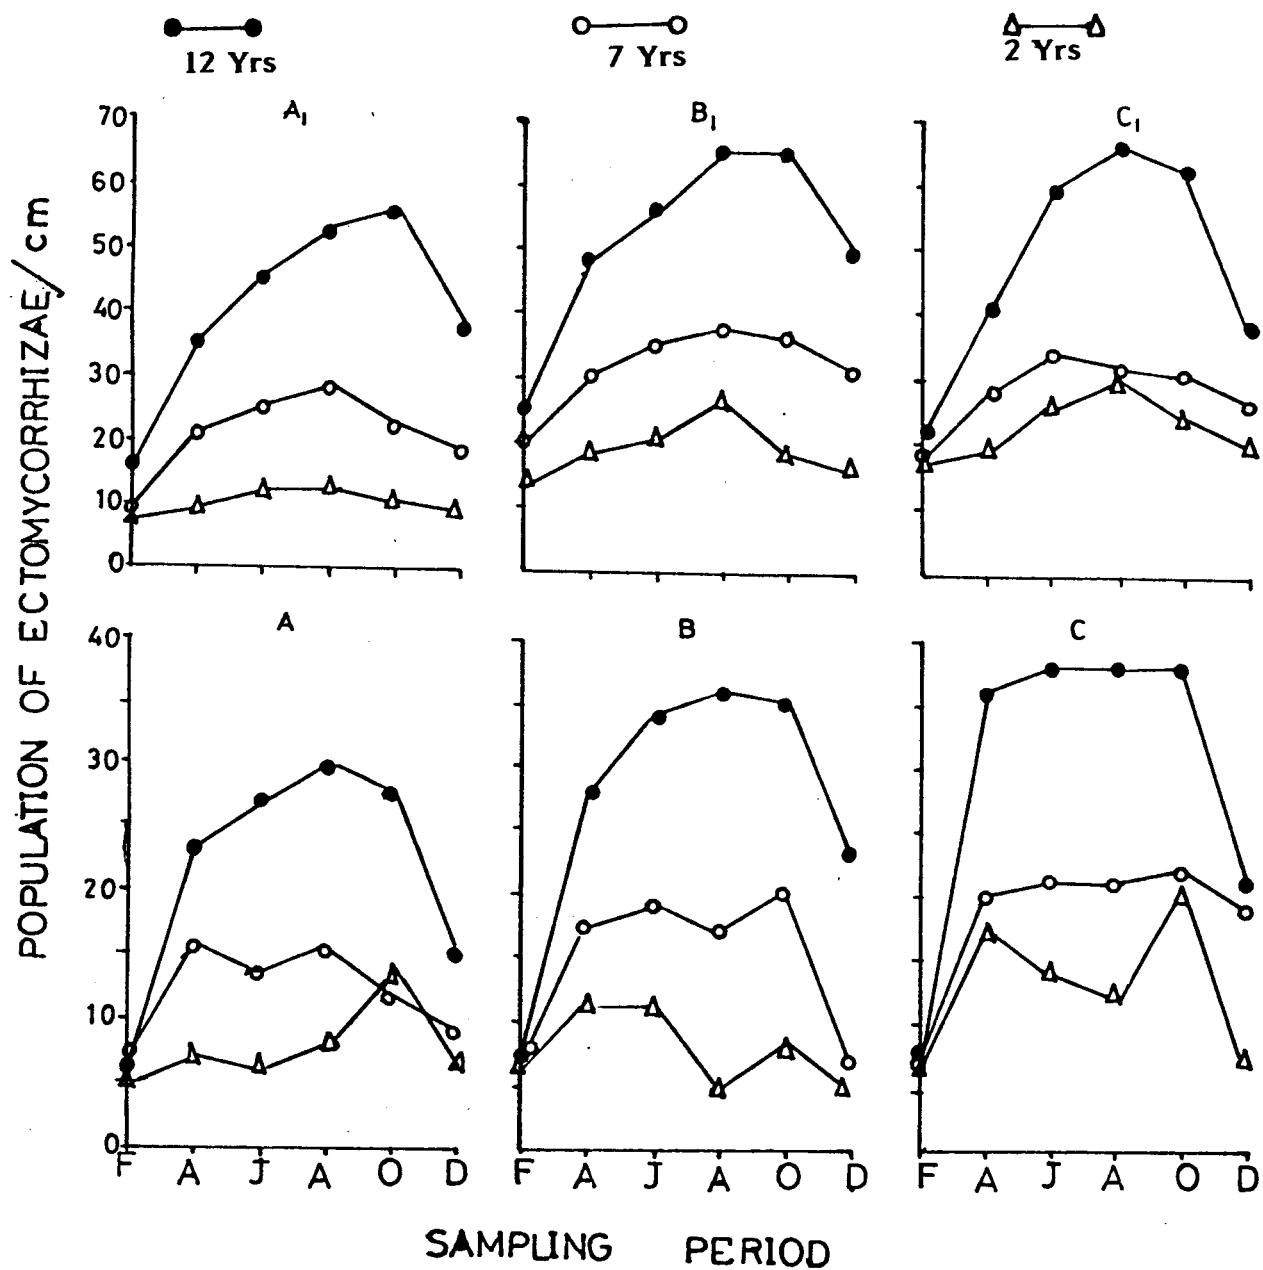 12 Yrs 7 Yrs 2 Yrs
A1 B1 C1
70
60
50
40
30
20
10
0
A B C
40
30
20
10
0
F A J A O D F A J A O D F A J A O D
POPULATION OF ECTOMYCORRHIZAE/cm
SAMPLING PERIOD